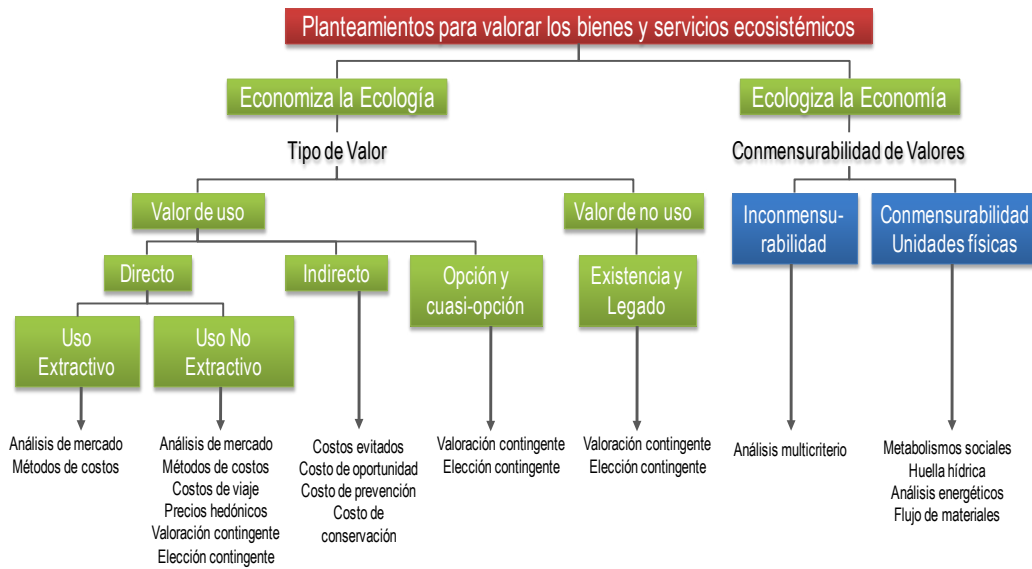 Planteamientos para valorar los bienes y servicios ecosistémicos
Economiza la Ecología
Ecologiza la Economía
Tipo de Valor
Conmensurabilidad de Valores
Valor de uso
Valor de no uso
Inconmensu-
rabilidad
Conmensurabilidad
Unidades físicas
Directo
Indirecto
Opción y
cuasi-opción
Existencia y
Legado
Uso
Extractivo
Uso No
Extractivo
Análisis de mercado
Métodos de costos
Análisis de mercado
Métodos de costos
Costos de viaje
Precios hedónicos
Valoración contingente
Elección contingente
Costos evitados
Costo de oportunidad
Costo de prevención
Costo de
conservación
Valoración contingente
Elección contingente
Valoración contingente
Elección contingente
Análisis multicriterio
Metabolismos sociales
Huella hídrica
Análisis energéticos
Flujo de materiales